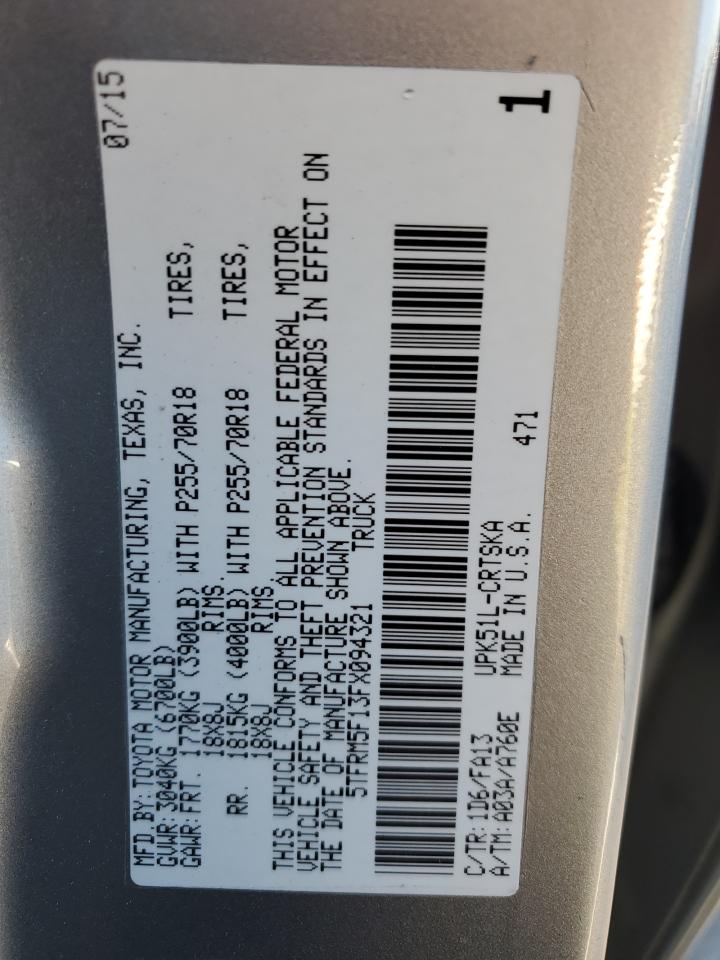 MFD.BY:TOYOTA MOTOR MANUFACTURING, TEXAS, INC. 07/15
GVWR:3040KG (6700LB)
GAWR:FRT. 1770KG (3900LB) WITH P255/70R18 TIRES,
18X8J RIMS.
RR. 1815KG (4000LB) WITH P255/70R18 TIRES,
18X8J RIMS
THIS VEHICLE CONFORMS TO ALL APPLICABLE FEDERAL MOTOR
VEHICLE SAFETY AND THEFT PREVENTION STANDARDS IN EFFECT ON
THE DATE OF MANUFACTURE SHOWN ABOVE.
5TFRM5F13FX094321 TRUCK
C/TR:1D6/FA13 UPK51L-CRTSKA
A/TM:A03A/A760E MADE IN U.S.A. 471
1